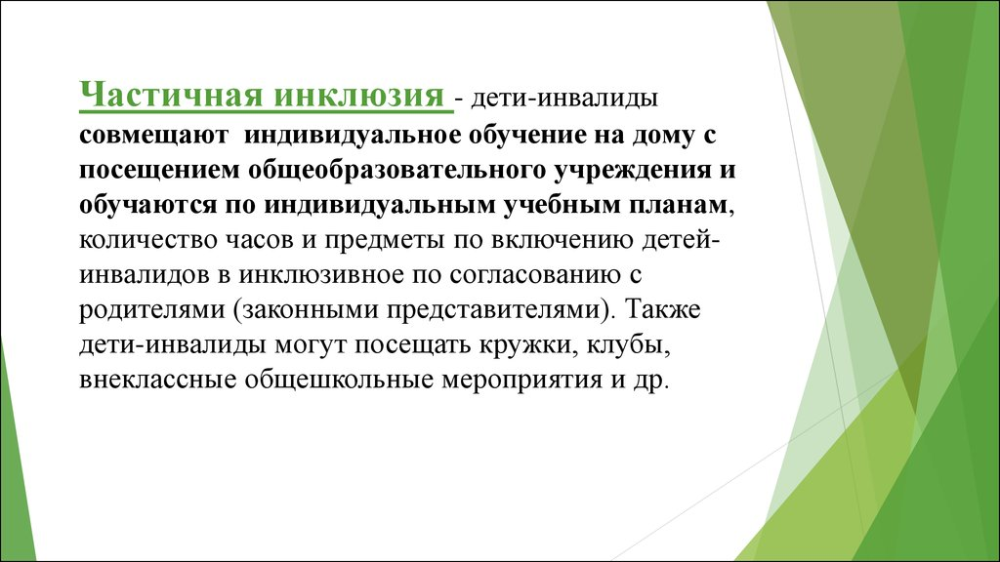 Частичная инклюзия - дети-инвалиды
совмещают индивидуальное обучение на дому с
посещением общеобразовательного учреждения и
обучаются по индивидуальным учебным планам,
количество часов и предметы по включению детей-
инвалидов в инклюзивное по согласованию с
родителями (законными представителями). Также
дети-инвалиды могут посещать кружки, клубы,
внеклассные общешкольные мероприятия и др.